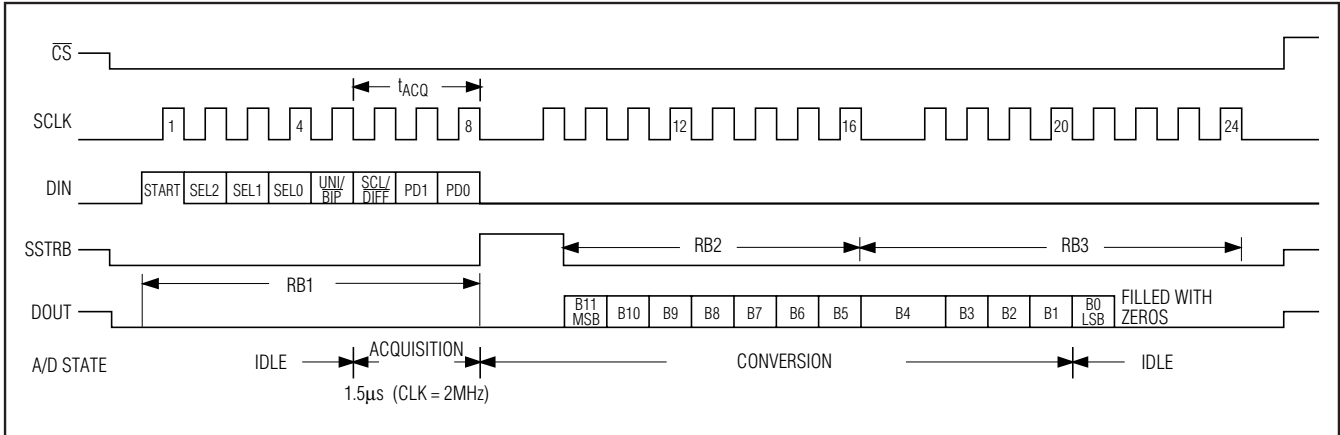 CS
tACQ
SCLK 1 4 8 12 16 20 24
DIN START SEL2 SEL1 SEL0 UNI/ BIP SCL/ DIFF PD1 PD0
SSTRB RB2 RB3
RB1
DOUT B11 MSB B10 B9 B8 B7 B6 B5 B4 B3 B2 B1 B0 LSB FILLED WITH ZEROS
A/D STATE IDLE ACQUISITION CONVERSION IDLE
1.5μs (CLK = 2MHz)